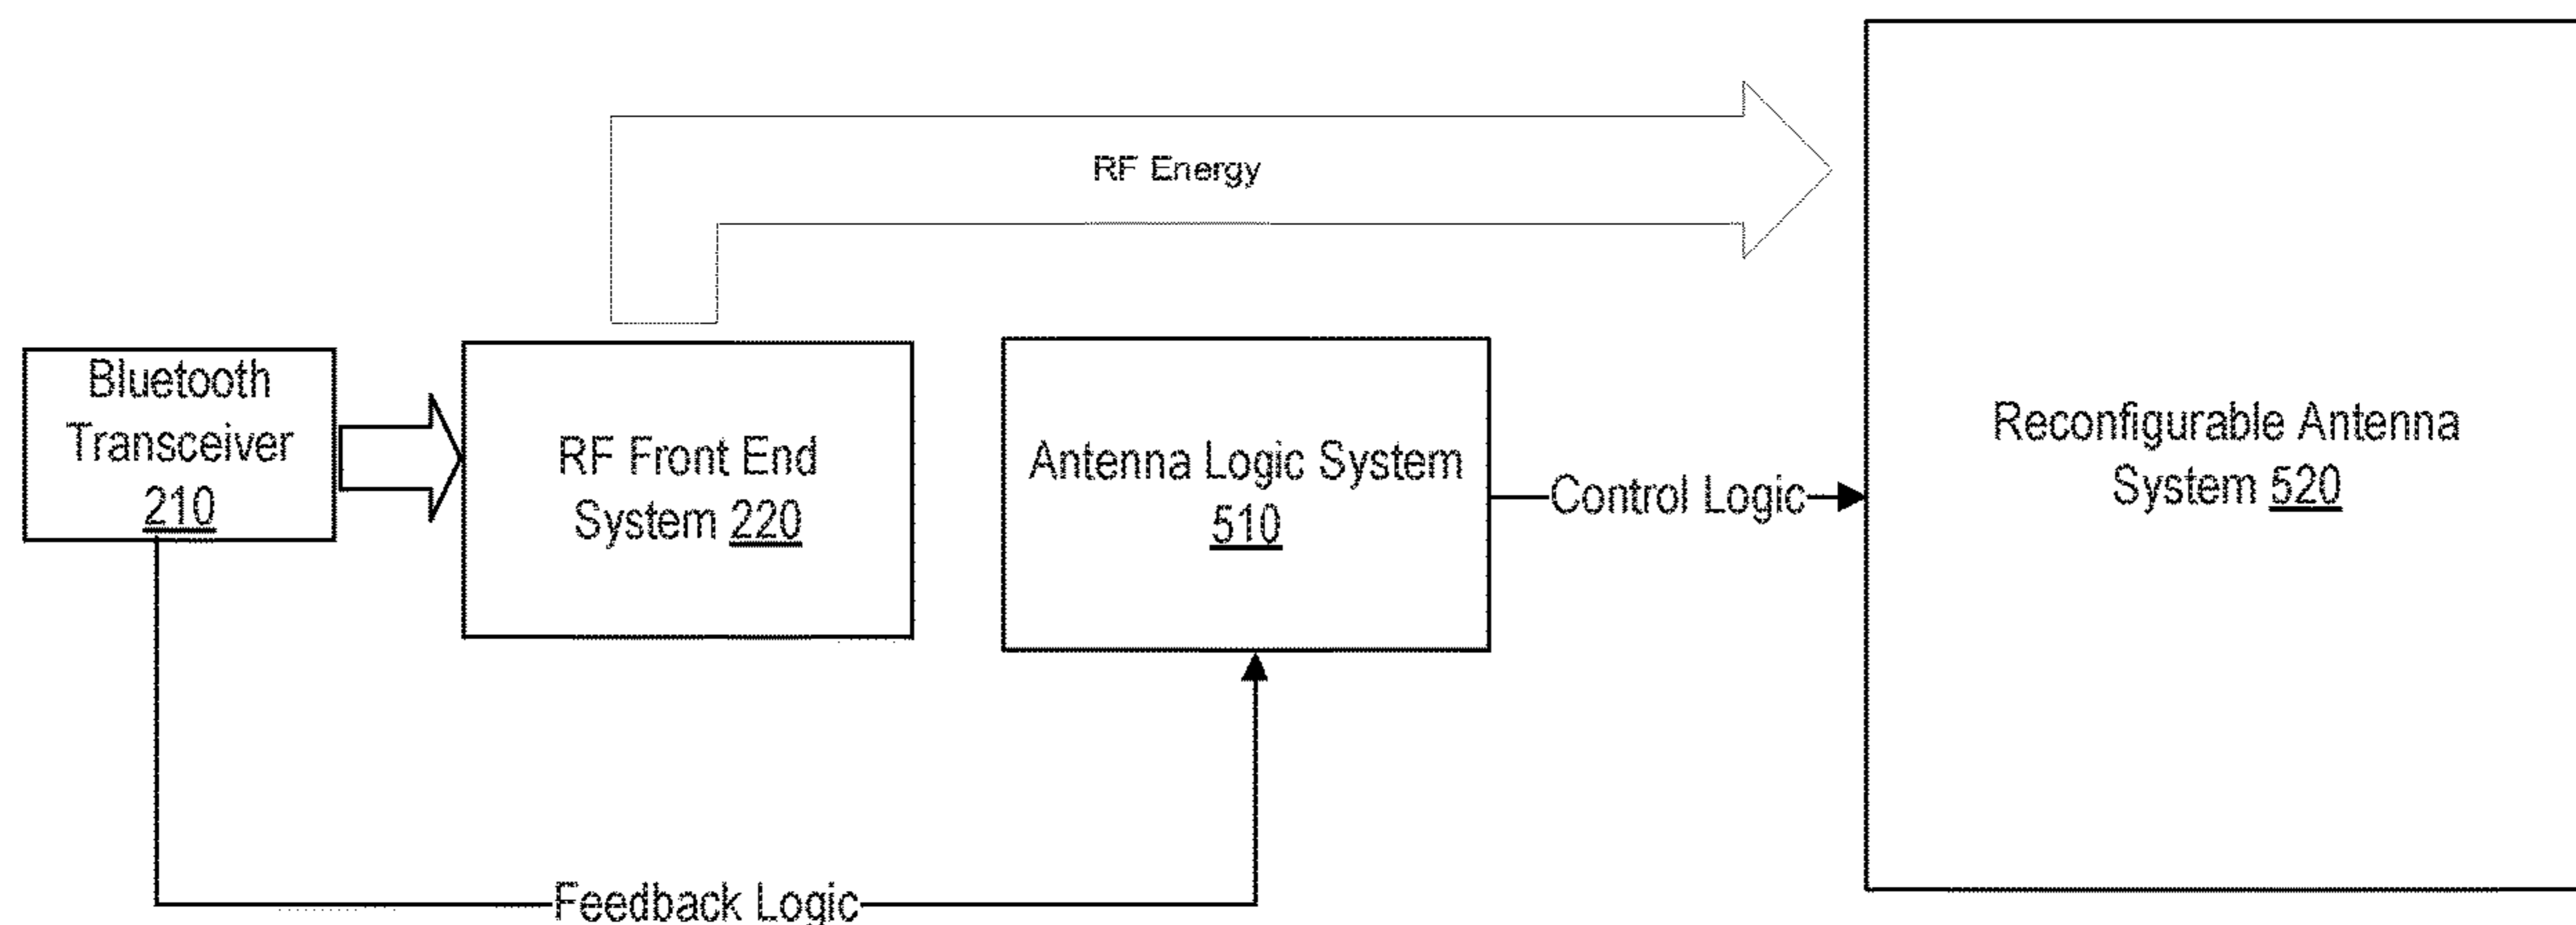 RF Energy
Bluetooth
Transceiver
210
RF Front End
System 220
Antenna Logic System
510
Control Logic
Reconfigurable Antenna
System 520
Feedback Logic